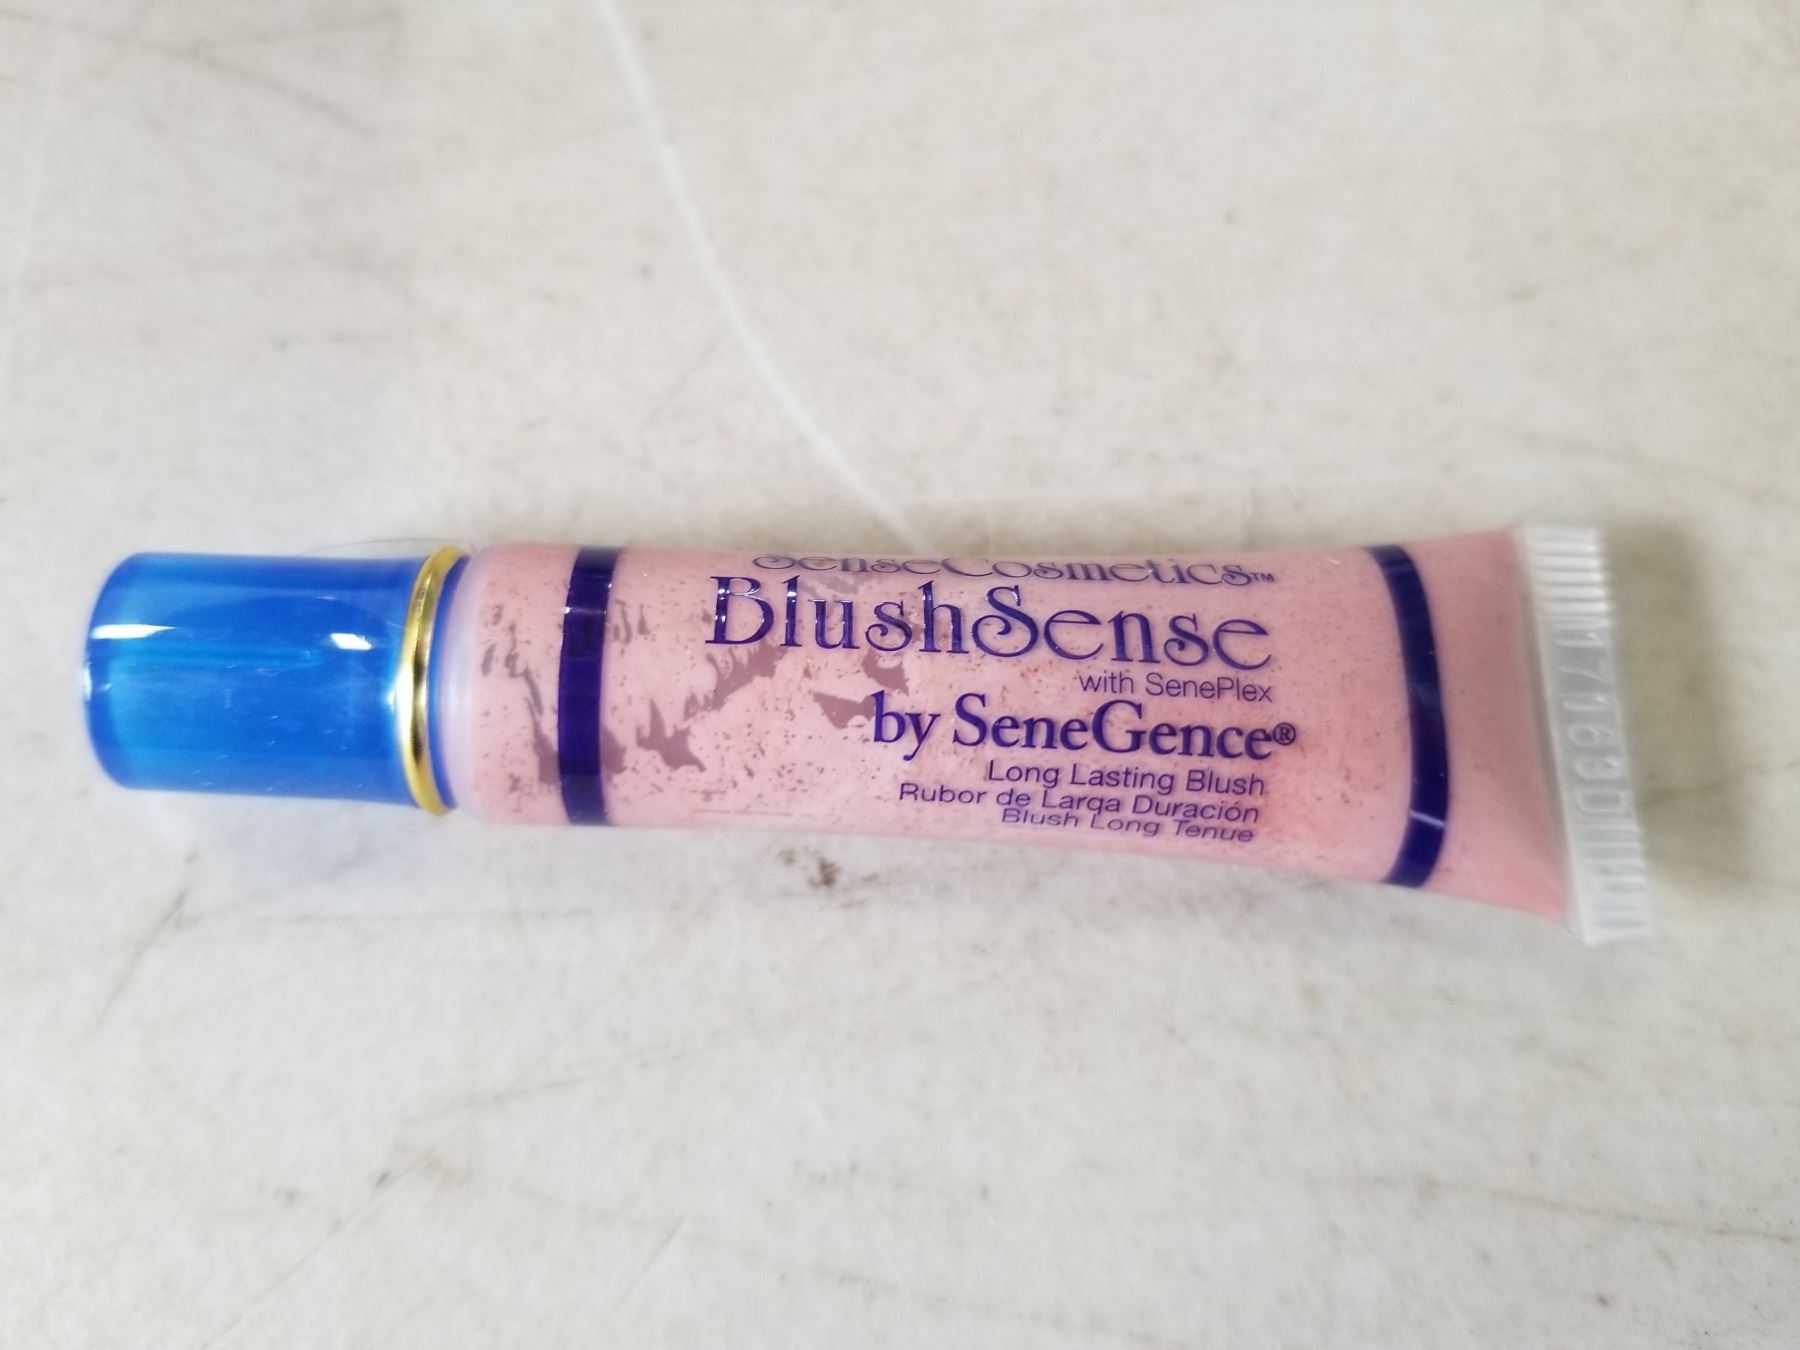 SenseCosmetics™
BlushSense
with SenePlex
by SeneGence®
Long Lasting Blush
Rubor de Larga Duración
Blush Long Tenue